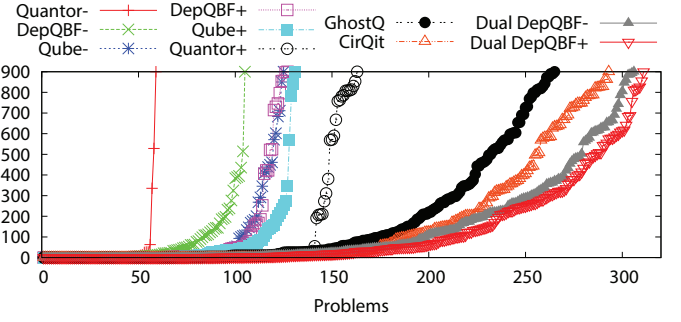 Quantor- DepQBF+ GhostQ Dual DepQBF-
DepQBF- Qube+ CirQit Dual DepQBF+
Qube- Quantor+
900
800
700
600
500
400
300
200
100
0
0 50 100 150 200 250 300
Problems